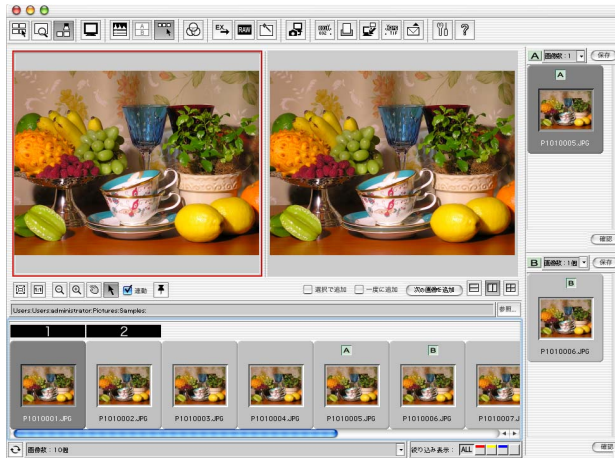 EX
RAW
A 画像数：1 保存
A
P1010005.JPG
確認
連動
選択で追加 一度に追加 次の画像を追加
Users:Users:administrator:Pictures:Samples:
参照...
B 画像数：1個 保存
B
P1010006.JPG
確認
1 2
A B
P1010001.JPG P1010002.JPG P1010003.JPG P1010004.JPG P1010005.JPG P1010006.JPG P1010007.J
画像数：10個
絞り込み表示： ALL